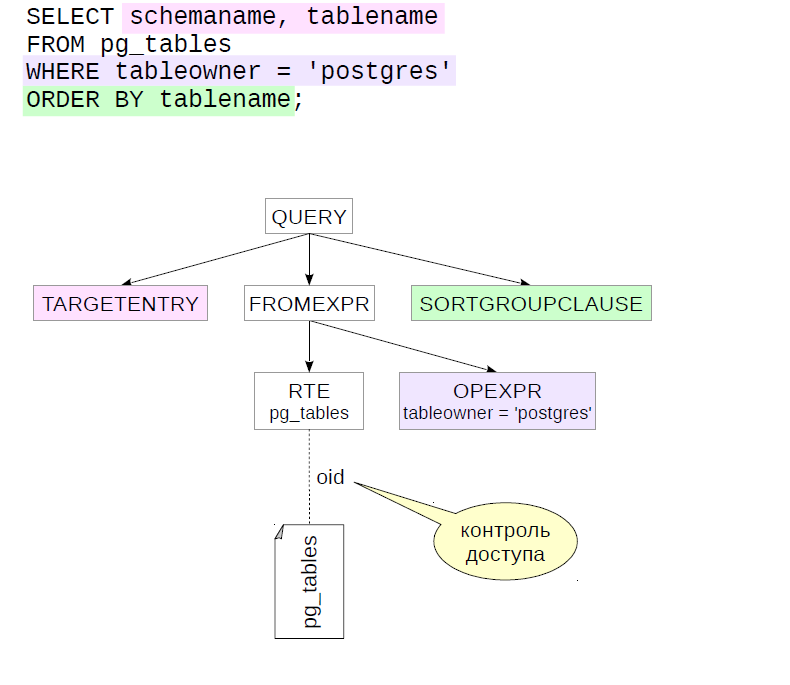 SELECT schemaname, tablename
FROM pg_tables
WHERE tableowner = 'postgres'
ORDER BY tablename;
QUERY
TARGETENTRY
FROMEXPR
SORTGROUPCLAUSE
RTE
pg_tables
OPEXPR
tableowner = 'postgres'
oid
контроль
доступа
pg_tables